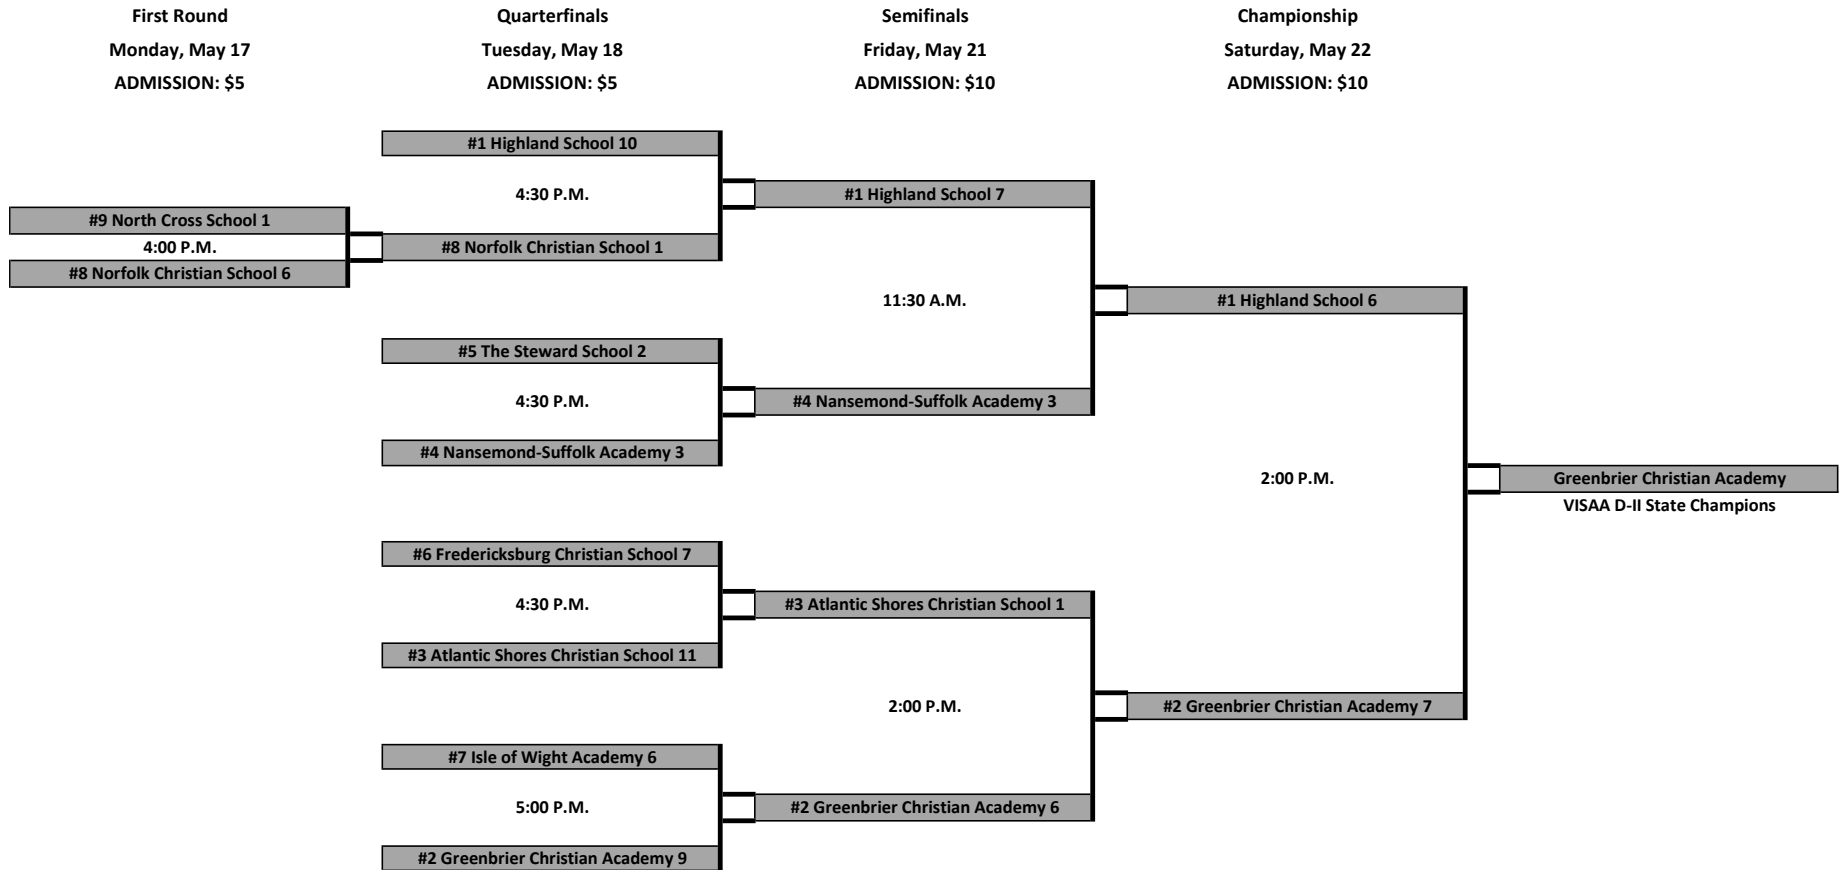 First Round
Monday, May 17
ADMISSION: $5
Quarterfinals
Tuesday, May 18
ADMISSION: $5
Semifinals
Friday, May 21
ADMISSION: $10
Championship
Saturday, May 22
ADMISSION: $10
#9 North Cross School 1
4:00 P.M.
#8 Norfolk Christian School 6
#1 Highland School 10
4:30 P.M.
#8 Norfolk Christian School 1
#5 The Steward School 2
4:30 P.M.
#4 Nansemond-Suffolk Academy 3
#6 Fredericksburg Christian School 7
4:30 P.M.
#3 Atlantic Shores Christian School 11
#7 Isle of Wight Academy 6
5:00 P.M.
#2 Greenbrier Christian Academy 9
#1 Highland School 7
11:30 A.M.
#4 Nansemond-Suffolk Academy 3
#3 Atlantic Shores Christian School 1
2:00 P.M.
#2 Greenbrier Christian Academy 6
#1 Highland School 6
2:00 P.M.
#2 Greenbrier Christian Academy 7
Greenbrier Christian Academy
VISAA D-II State Champions